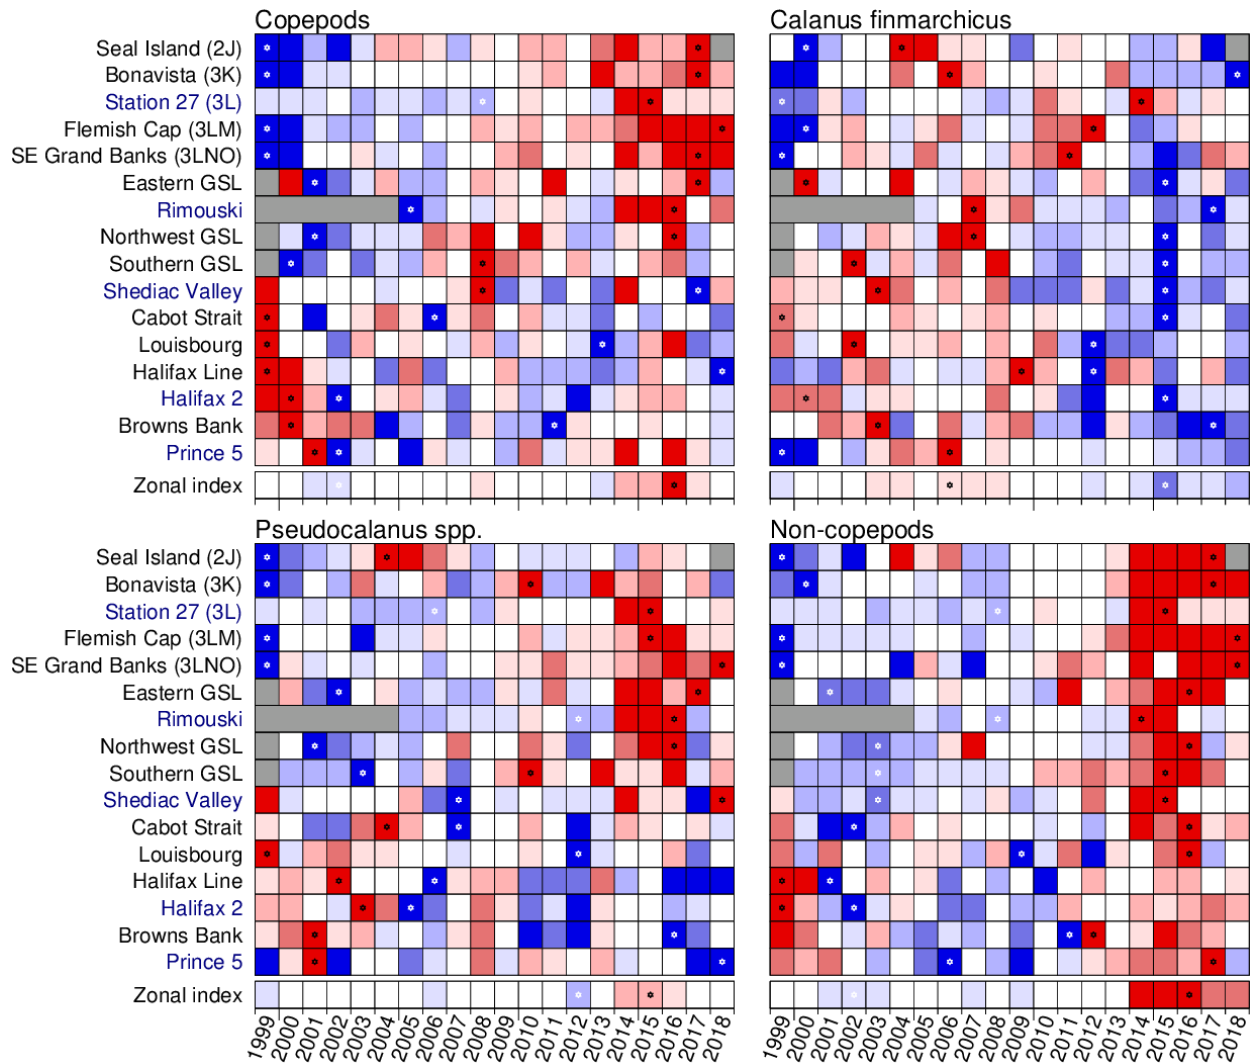 Copepods
Calanus finmarchicus
Seal Island (2J)
Bonavista (3K)
Station 27 (3L)
Flemish Cap (3LM)
SE Grand Banks (3LNO)
Eastern GSL
Rimouski
Northwest GSL
Southern GSL
Shediac Valley
Cabot Strait
Louisbourg
Halifax Line
Halifax 2
Browns Bank
Prince 5
Zonal index
Pseudocalanus spp.
Non-copepods
Seal Island (2J)
Bonavista (3K)
Station 27 (3L)
Flemish Cap (3LM)
SE Grand Banks (3LNO)
Eastern GSL
Rimouski
Northwest GSL
Southern GSL
Shediac Valley
Cabot Strait
Louisbourg
Halifax Line
Halifax 2
Browns Bank
Prince 5
Zonal index
1999 2000 2001 2002 2003 2004 2005 2006 2007 2008 2009 2010 2011 2012 2013 2014 2015 2016 2017 2018
1999 2000 2001 2002 2003 2004 2005 2006 2007 2008 2009 2010 2011 2012 2013 2014 2015 2016 2017 2018